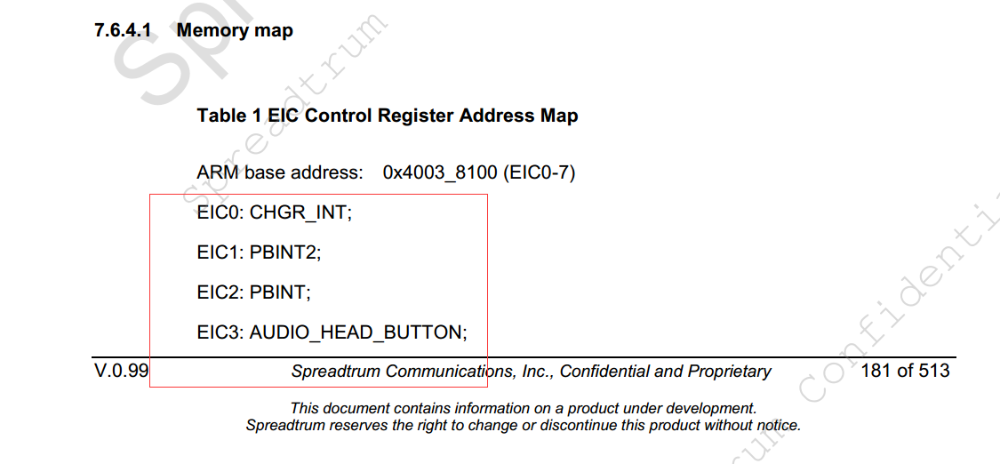 7.6.4.1 Memory map
Spreadtrum
Table 1 EIC Control Register Address Map
ARM base address: 0x4003_8100 (EIC0-7)
EIC0: CHGR_INT;
EIC1: PBINT2;
EIC2: PBINT;
EIC3: AUDIO_HEAD_BUTTON;
V.0.99 Spreadtrum Communications, Inc., Confidential and Proprietary 181 of 513
This document contains information on a product under development.
Spreadtrum reserves the right to change or discontinue this product without notice.